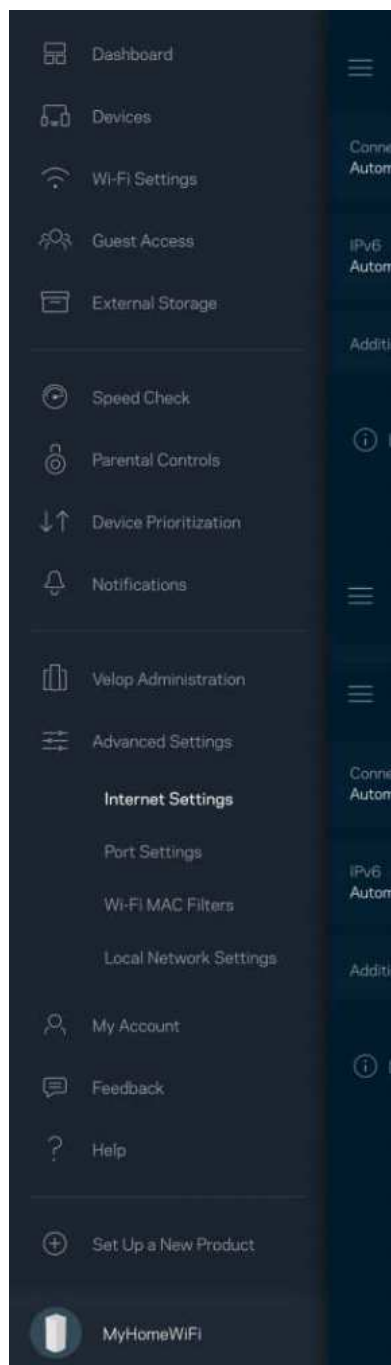 Dashboard
Devices
Wi-Fi Settings
Guest Access
External Storage
Speed Check
Parental Controls
Device Prioritization
Notifications
Velop Administration
Advanced Settings
Internet Settings
Port Settings
Wi-Fi MAC Filters
Local Network Settings
My Account
Feedback
Help
Set Up a New Product
MyHomeWiFi
IPv6
IPv6